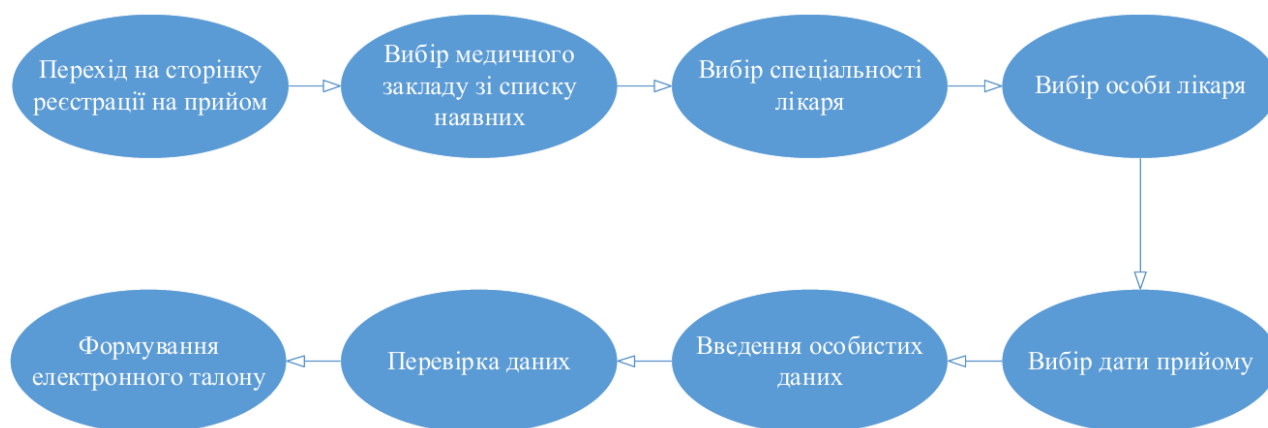 Перехід на сторінку
реєстрації на прийом
Вибір медичного
закладу зі списку
наявних
Вибір спеціальності
лікаря
Вибір особи лікаря
Вибір дати прийому
Введення особистих
даних
Перевірка даних
Формування
електронного талону